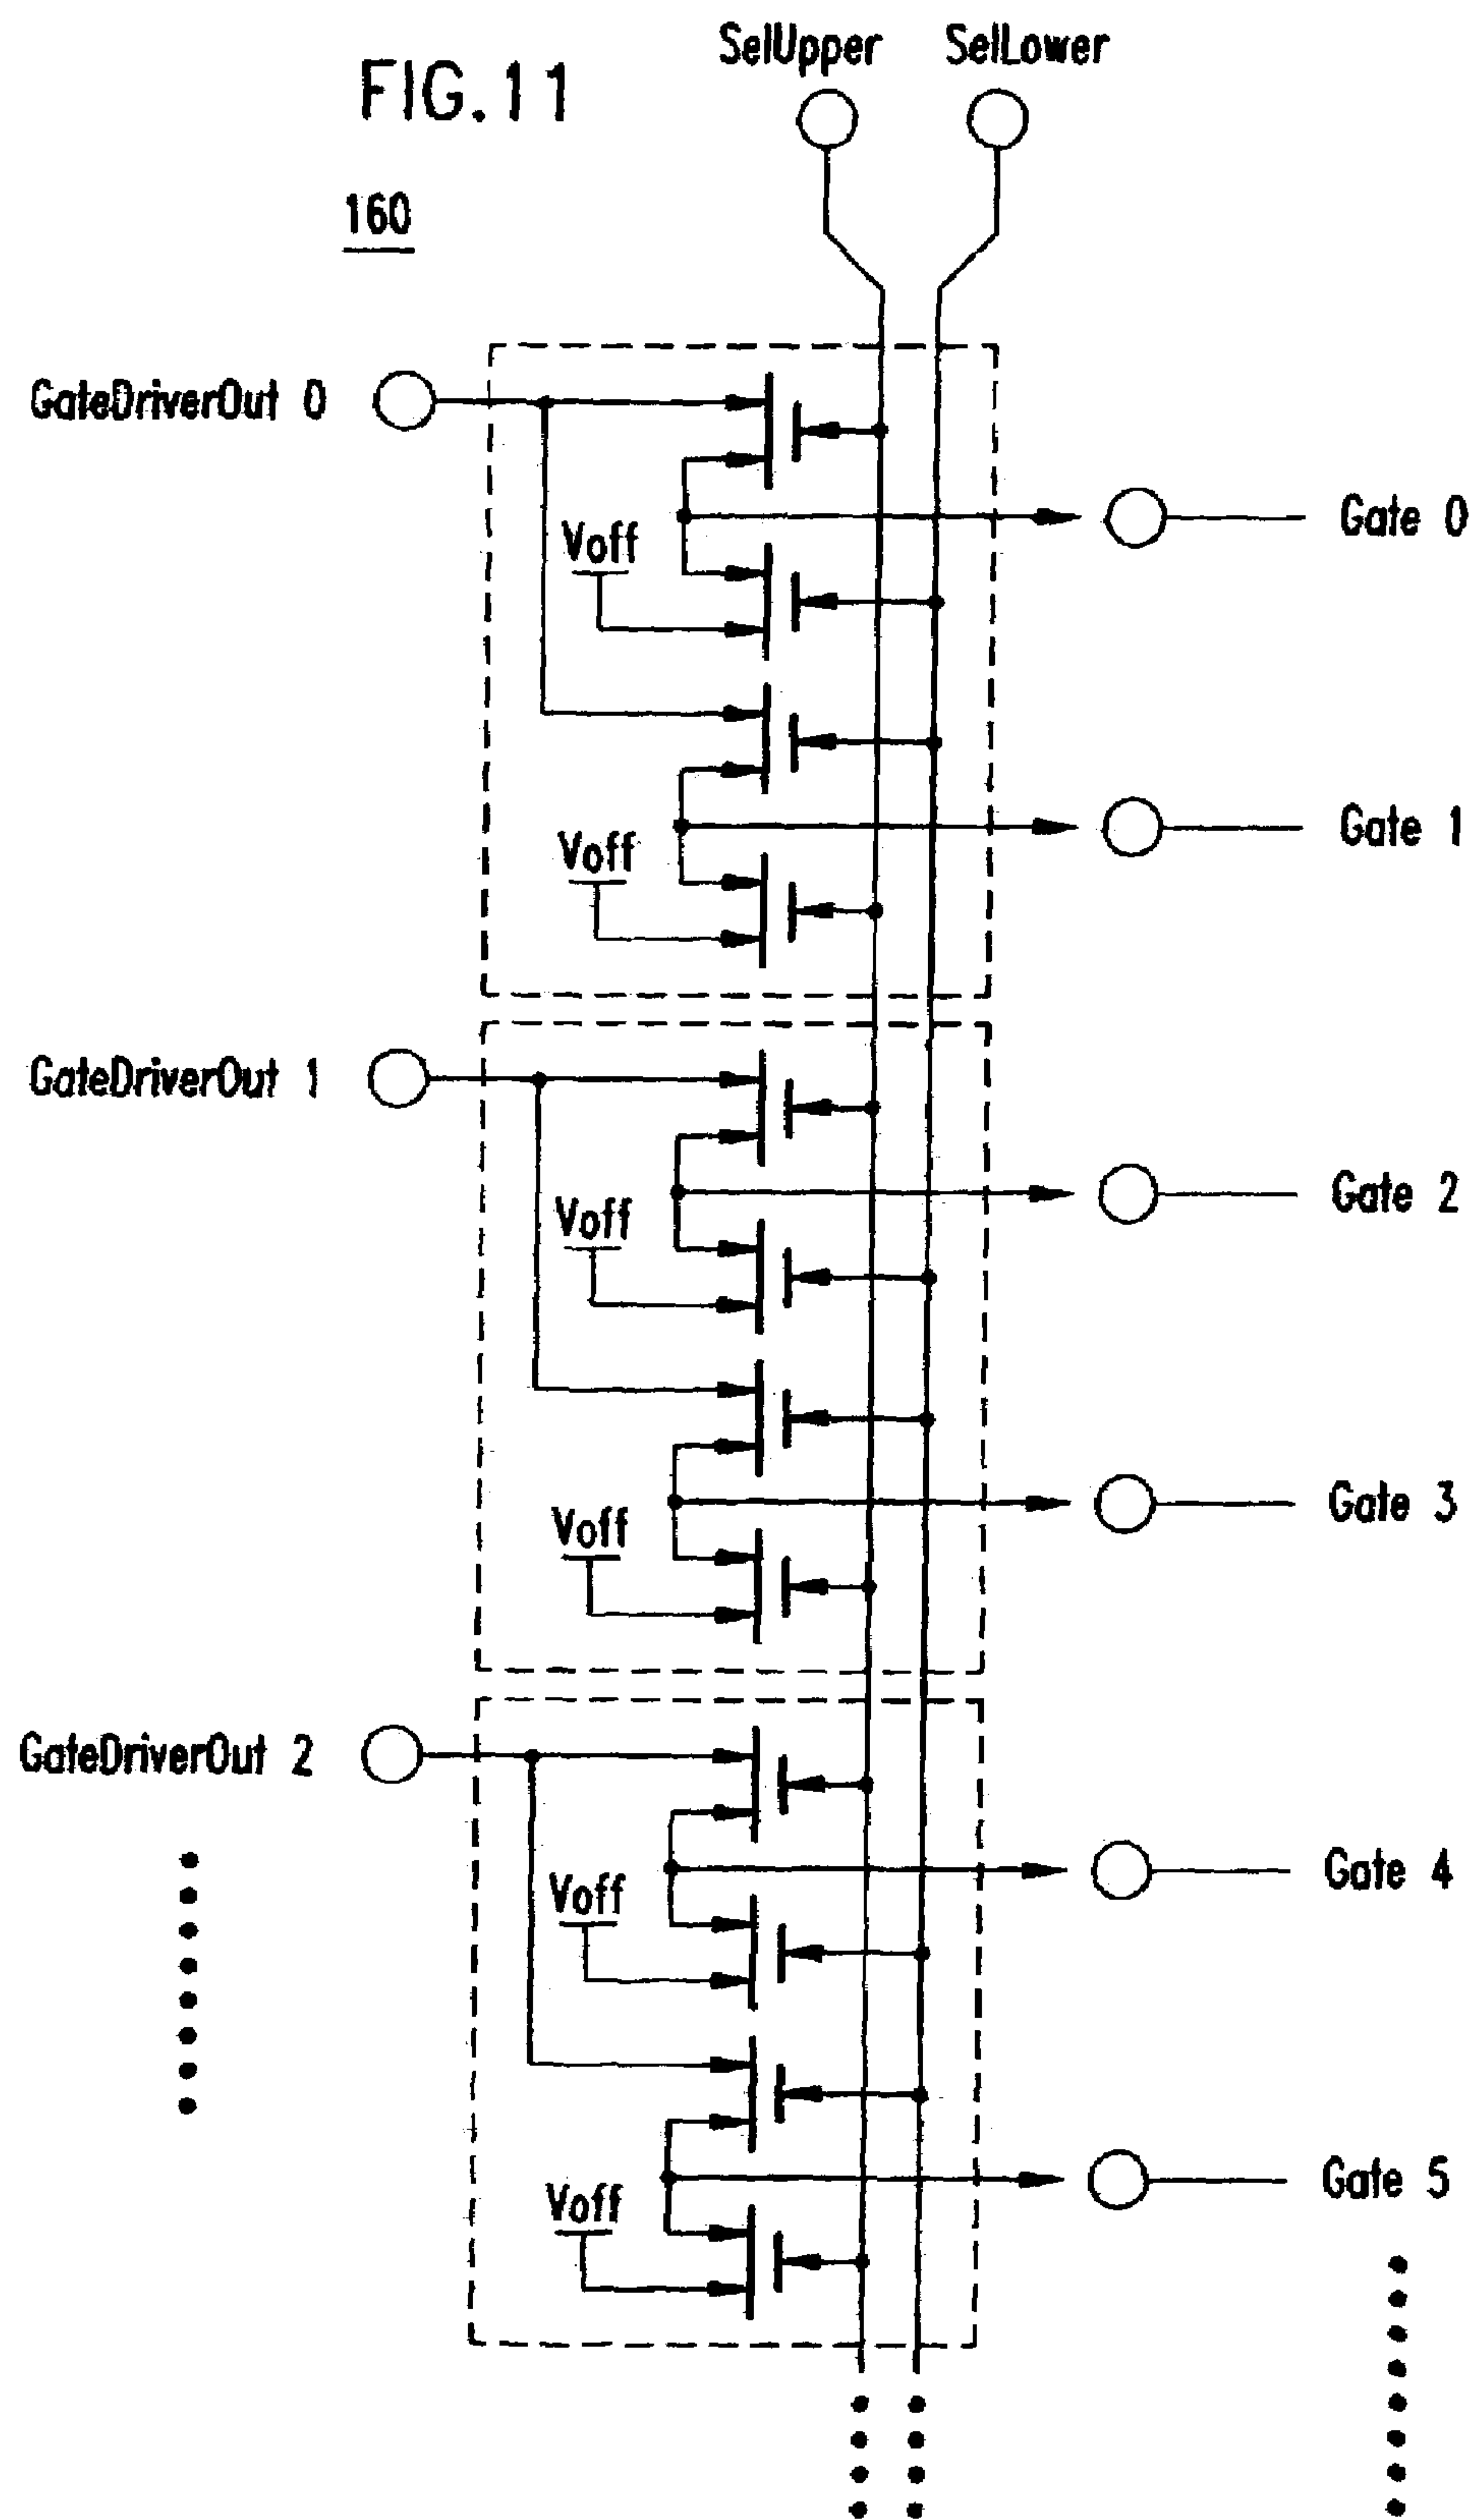 SelUpper SelLower
FIG.11
160
GateDriverOut 0
Gate 0
Voff
Gate 1
Voff
GateDriverOut 1
Gate 2
Voff
Gate 3
Voff
GateDriverOut 2
Gate 4
Voff
Gate 5
Voff